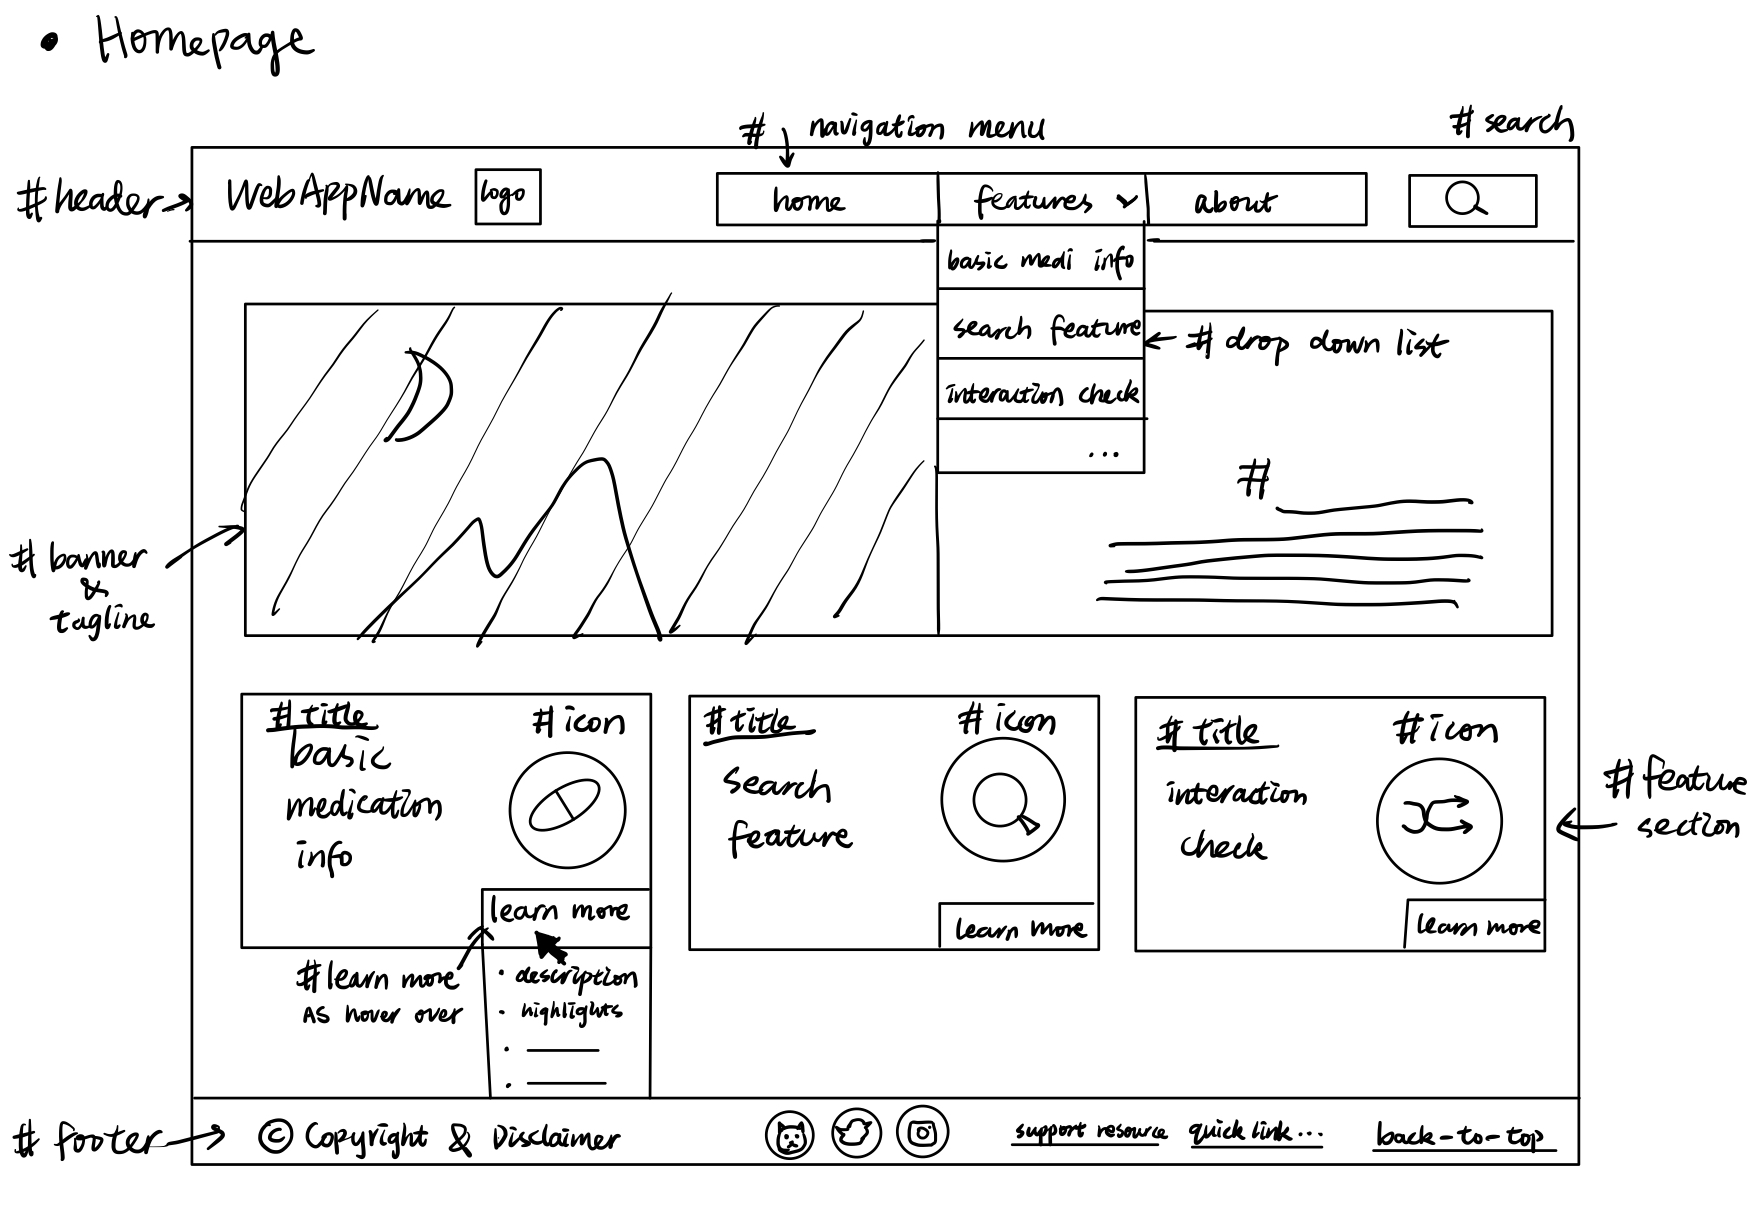 • Homepage
# navigation menu
# search
# header
WebAppName
logo
home
features
about
basic medi info
search feature
interaction check
...
# drop down list
#
# banner
&
tagline
# title
basic
medication
info
# icon
learn more
# title
search
feature
# icon
learn more
# title
interaction
check
# icon
learn more
# feature
section
# learn more
As hover over
• description
• highlights
•
•
# footer
© Copyright & Disclaimer
support resource
quick link ...
back-to-top